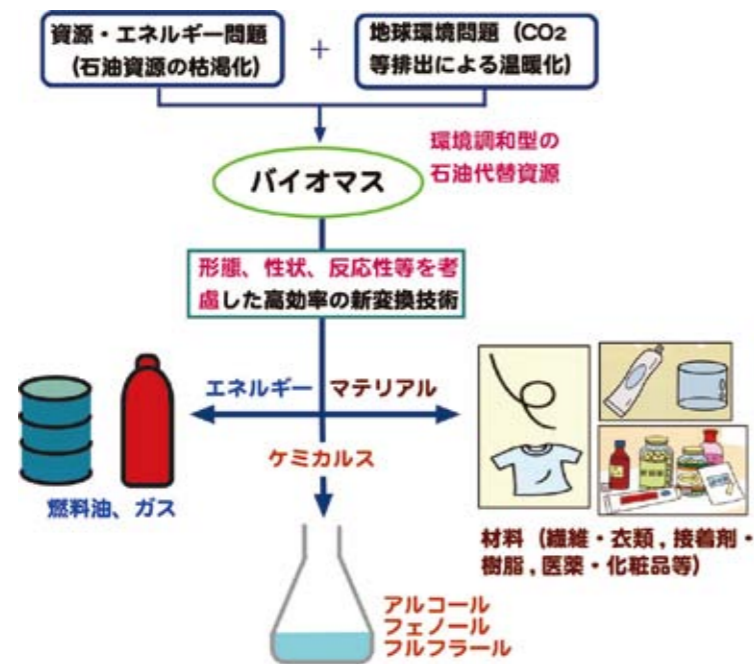 資源・エネルギー問題
(石油資源の枯渇化)
+
地球環境問題(CO2
等排出による温暖化)
環境調和型の
石油代替資源
バイオマス
形態、性状、反応性等を考
慮した高効率の新変換技術
エネルギー
マテリアル
ケミカルス
燃料油、ガス
材料(繊維・衣類,接着剤・
樹脂,医薬・化粧品等)
アルコール
フェノール
フルフラール